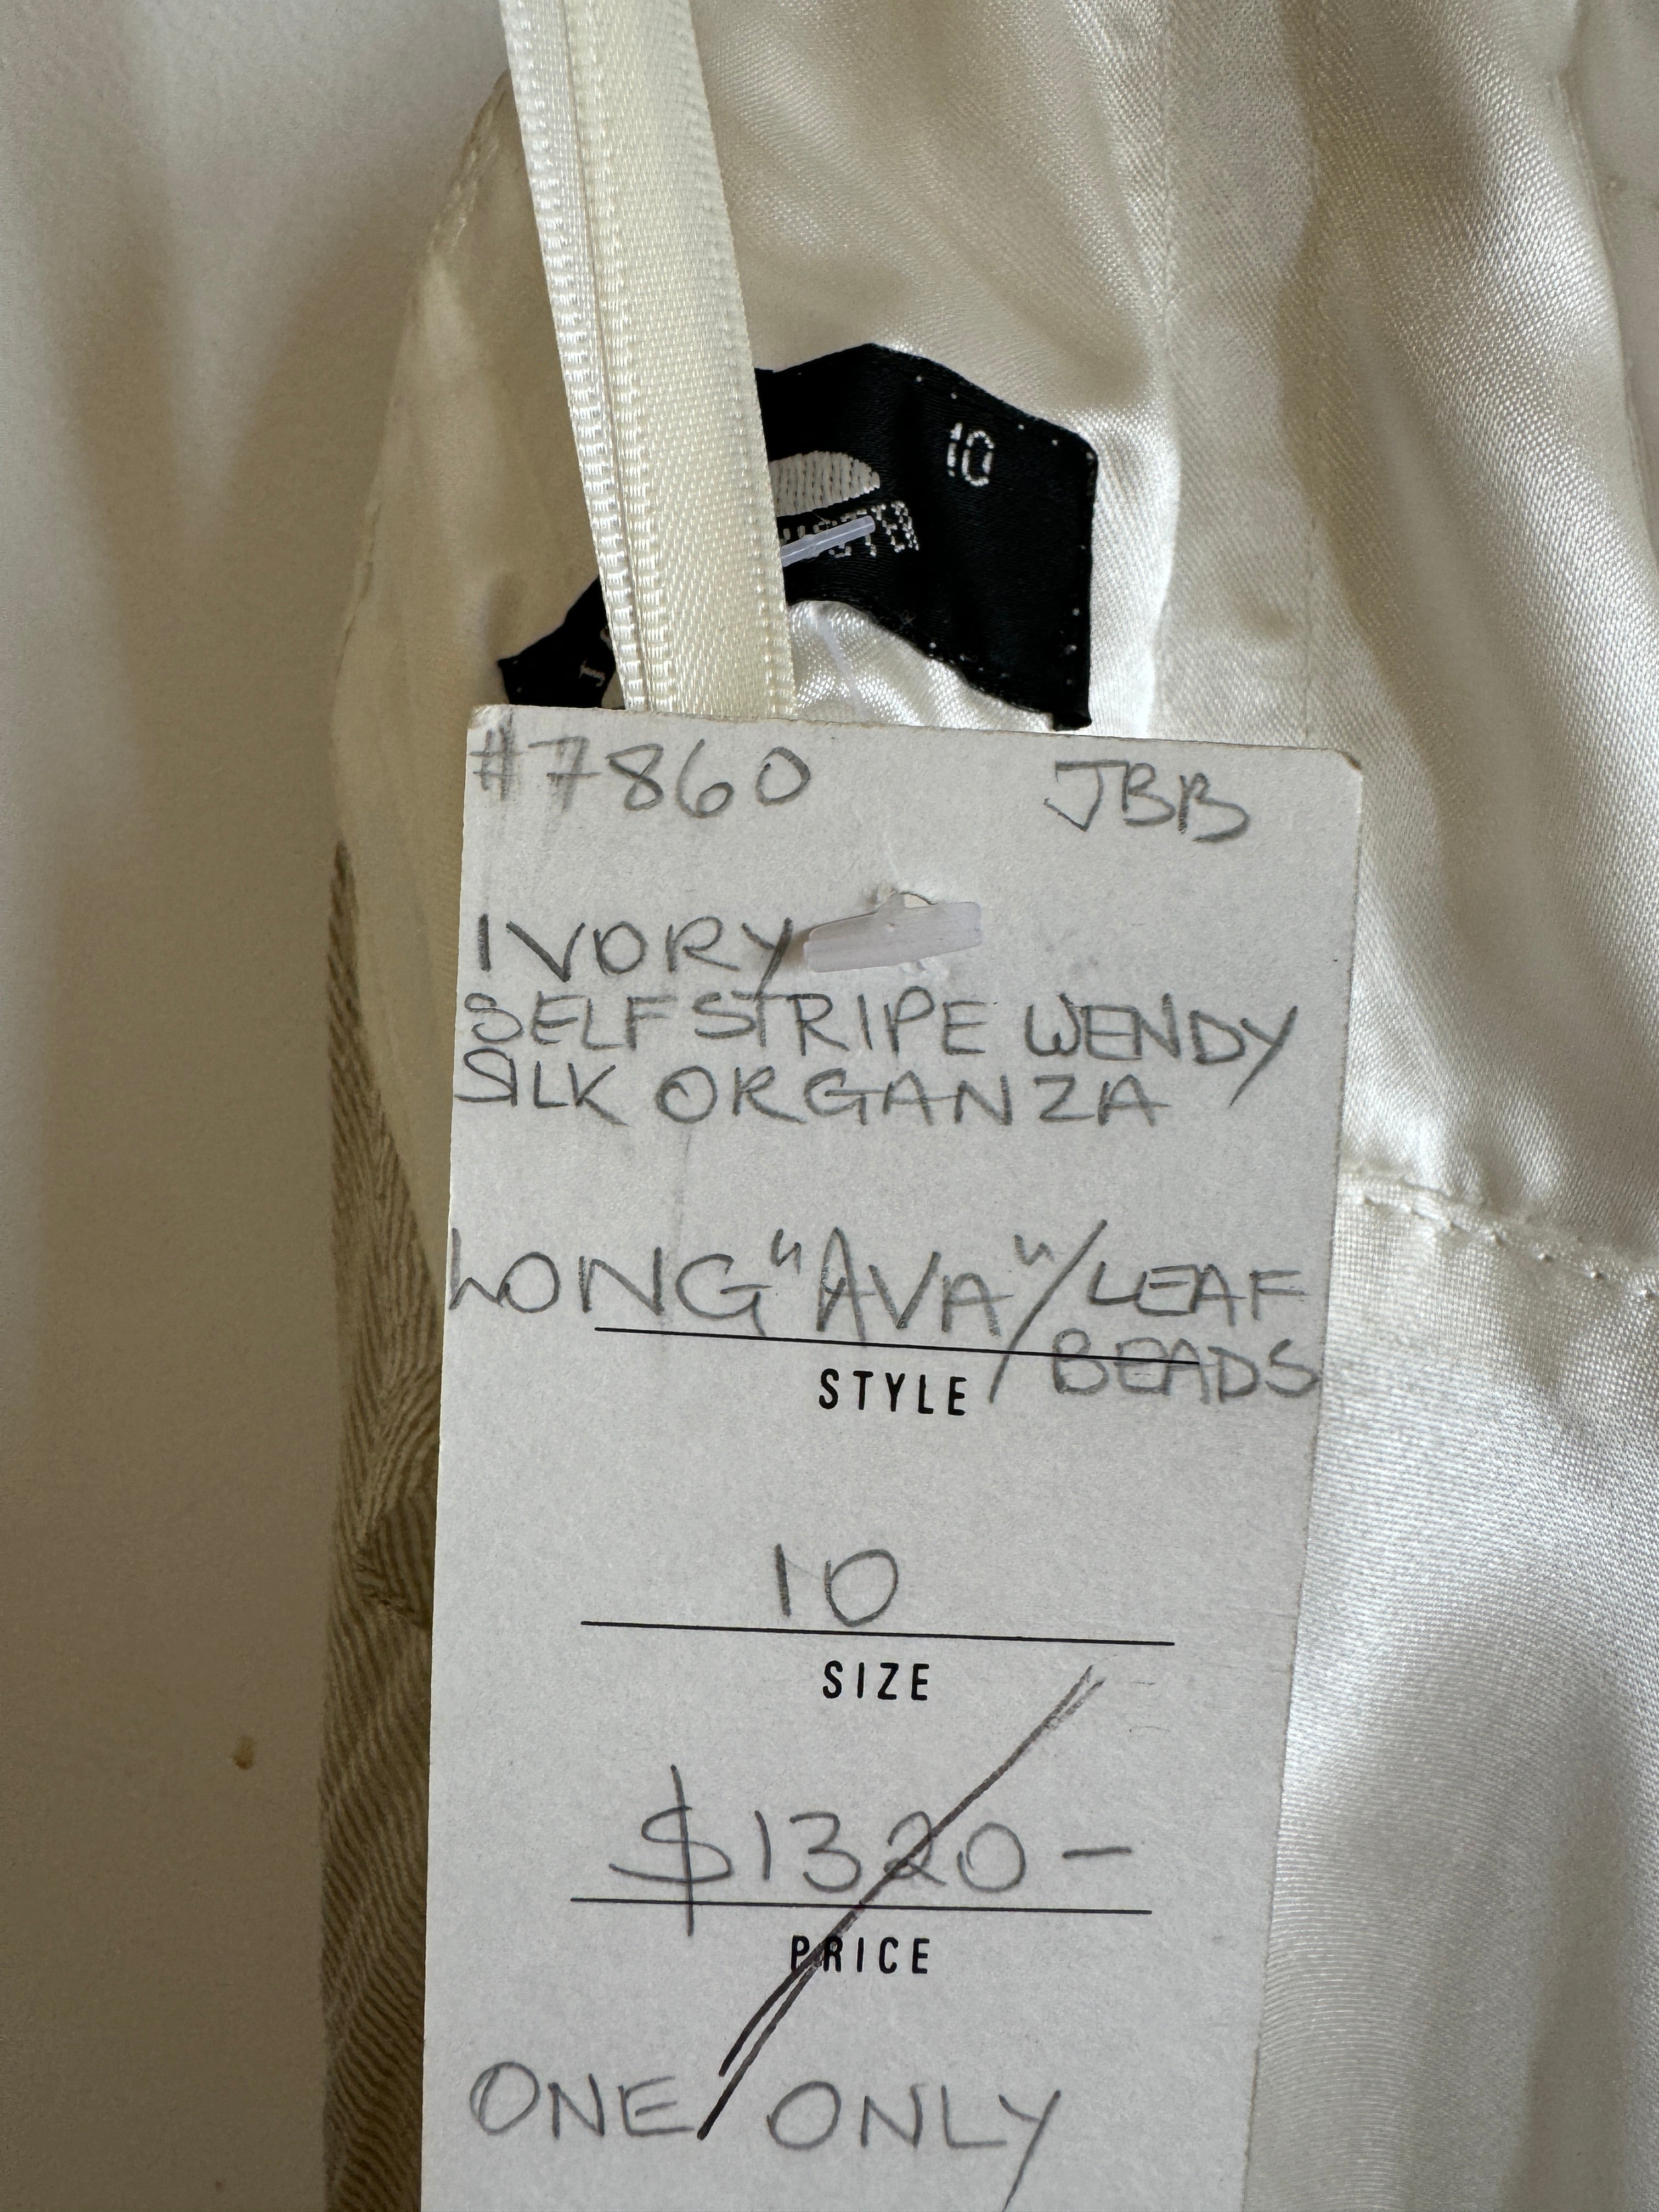 10
#7860 JBB
IVORY
SELF STRIPE WENDY
SILK ORGANZA
LONG "AVA" / LEAF
BEADS
STYLE
10
SIZE
$1320-
PRICE
ONE ONLY